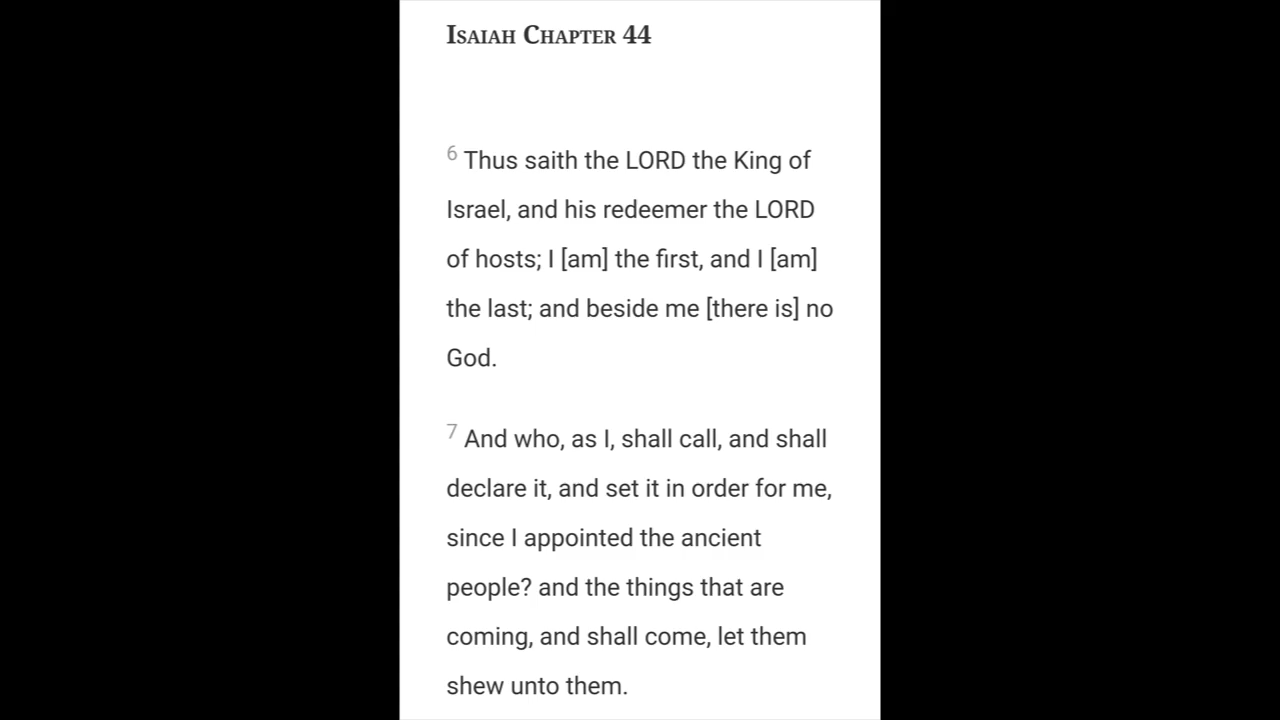 Isaiah Chapter 44
6 Thus saith the LORD the King of
Israel, and his redeemer the LORD
of hosts; I [am] the first, and I [am]
the last; and beside me [there is] no
God.
7 And who, as I, shall call, and shall
declare it, and set it in order for me,
since I appointed the ancient
people? and the things that are
coming, and shall come, let them
shew unto them.